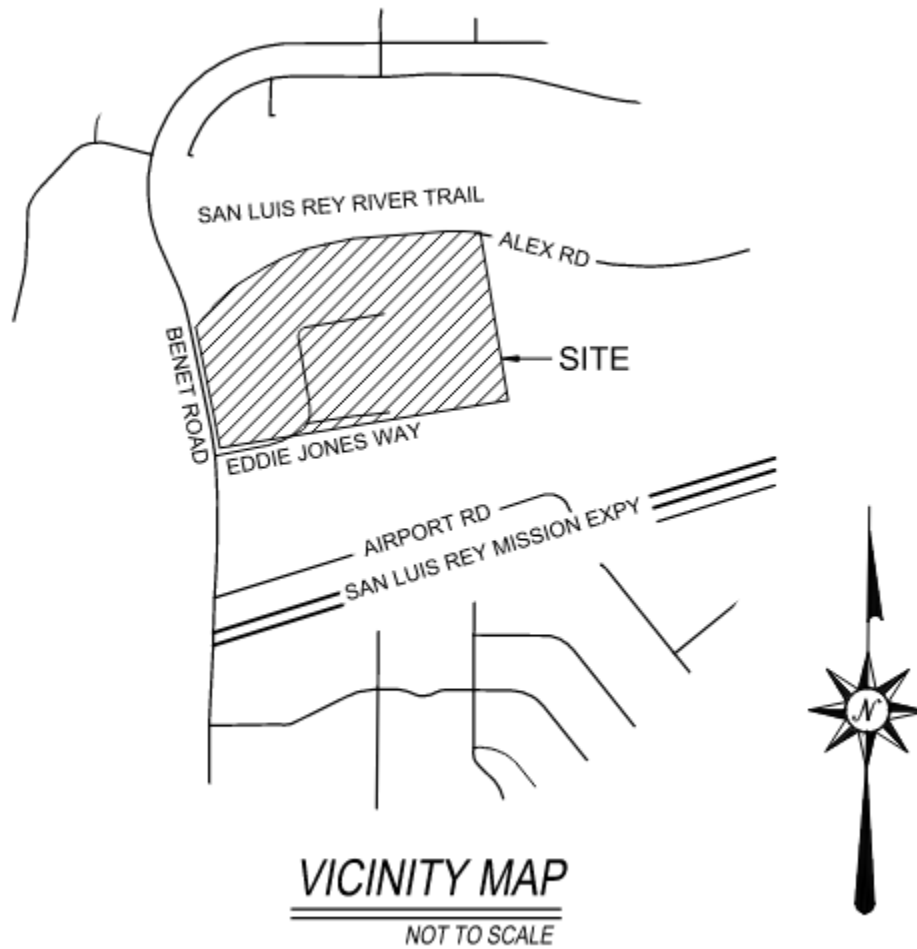 SAN LUIS REY RIVER TRAIL
ALEX RD
SITE
BENET ROAD
EDDIE JONES WAY
AIRPORT RD
SAN LUIS REY MISSION EXPY
N
VICINITY MAP
NOT TO SCALE